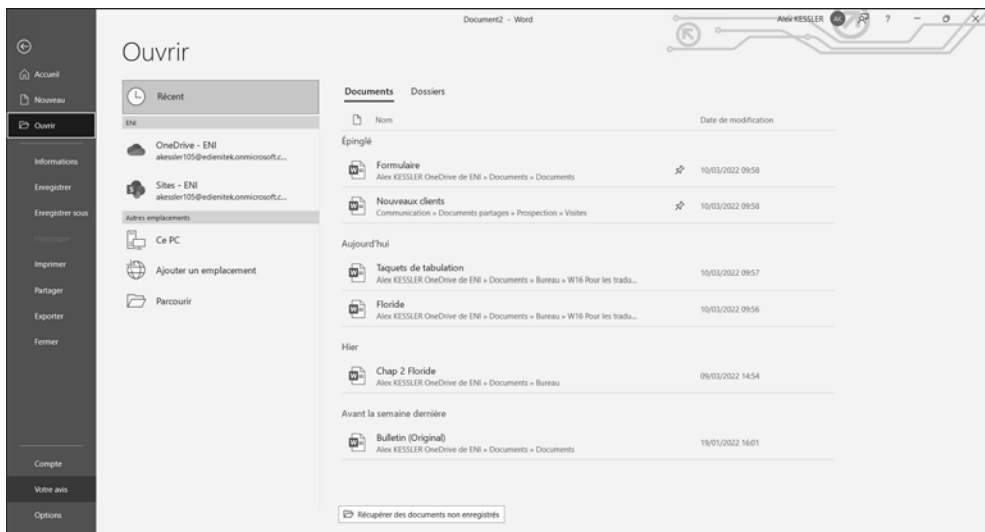 Document2 - Word
Alex KESSLER
AK
?
Accueil
Nouveau
Ouvrir
Informations
Enregistrer
Enregistrer sous
Historique
Imprimer
Partager
Exporter
Fermer
Compte
Votre avis
Options
Ouvrir
Récent
ENI
OneDrive - ENI
akessler105@edienitek.onmicrosoft.c...
Sites - ENI
akessler105@edienitek.onmicrosoft.c...
Autres emplacements
Ce PC
Ajouter un emplacement
Parcourir
Documents Dossiers
Nom Date de modification
Épinglé
Formulaire
Alex KESSLER OneDrive de ENI » Documents » Documents
10/03/2022 09:58
Nouveaux clients
Communication » Documents partages » Prospection » Visites
10/03/2022 09:58
Aujourd'hui
Taquets de tabulation
Alex KESSLER OneDrive de ENI » Documents » Bureau » W16 Pour les tradu...
10/03/2022 09:57
Floride
Alex KESSLER OneDrive de ENI » Documents » Bureau » W16 Pour les tradu...
10/03/2022 09:56
Hier
Chap 2 Floride
Alex KESSLER OneDrive de ENI » Documents » Bureau
09/03/2022 14:54
Avant la semaine dernière
Bulletin (Original)
Alex KESSLER OneDrive de ENI » Documents » Documents
19/01/2022 16:01
Récupérer des documents non enregistrés